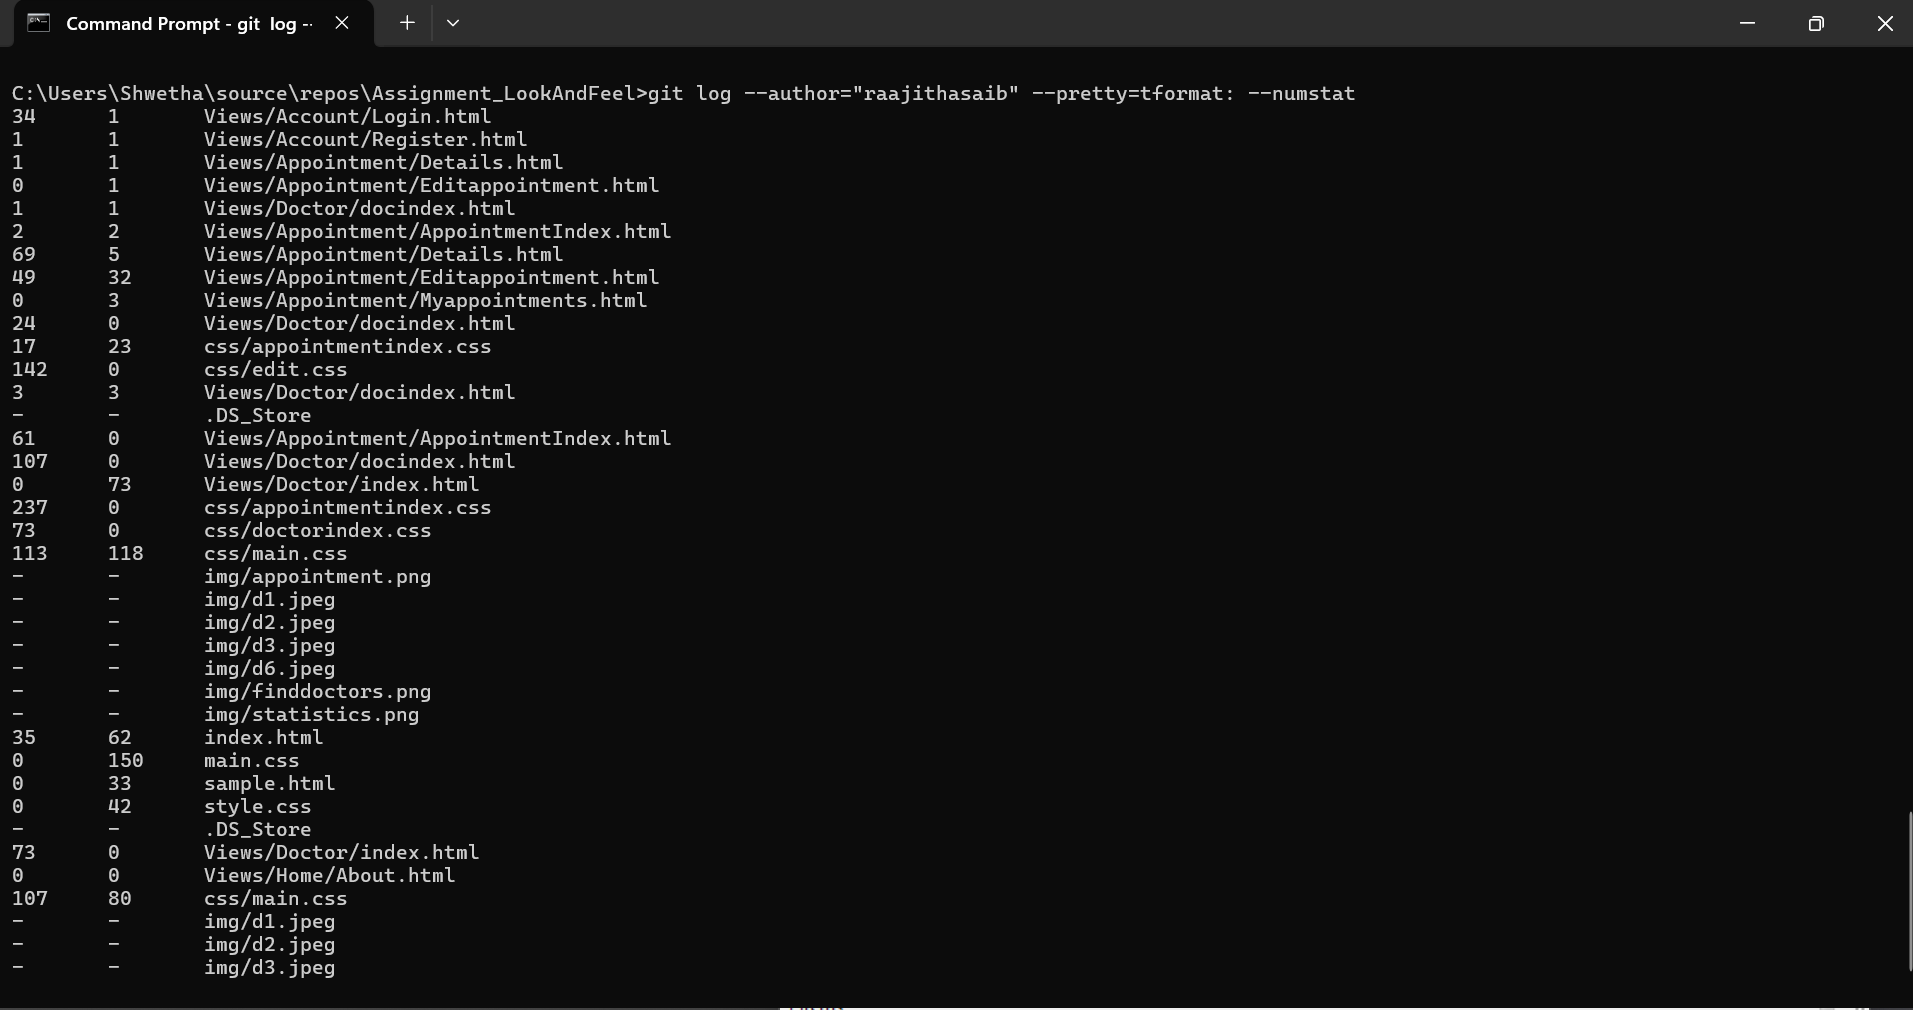 Command Prompt - git  log --
C:\Users\Shwetha\source\repos\Assignment_LookAndFeel>git log --author="raajithasaib" --pretty=tformat: --numstat
34      1       Views/Account/Login.html
1       1       Views/Account/Register.html
1       1       Views/Appointment/Details.html
0       1       Views/Appointment/Editappointment.html
1       1       Views/Doctor/docindex.html
2       2       Views/Appointment/AppointmentIndex.html
69      5       Views/Appointment/Details.html
49      32      Views/Appointment/Editappointment.html
0       3       Views/Appointment/Myappointments.html
24      0       Views/Doctor/docindex.html
17      23      css/appointmentindex.css
142     0       css/edit.css
3       3       Views/Doctor/docindex.html
-       -       .DS_Store
61      0       Views/Appointment/AppointmentIndex.html
107     0       Views/Doctor/docindex.html
0       73      Views/Doctor/index.html
237     0       css/appointmentindex.css
73      0       css/doctorindex.css
113     118     css/main.css
-       -       img/appointment.png
-       -       img/d1.jpeg
-       -       img/d2.jpeg
-       -       img/d3.jpeg
-       -       img/d6.jpeg
-       -       img/finddoctors.png
-       -       img/statistics.png
35      62      index.html
0       150     main.css
0       33      sample.html
0       42      style.css
-       -       .DS_Store
73      0       Views/Doctor/index.html
0       0       Views/Home/About.html
107     80      css/main.css
-       -       img/d1.jpeg
-       -       img/d2.jpeg
-       -       img/d3.jpeg